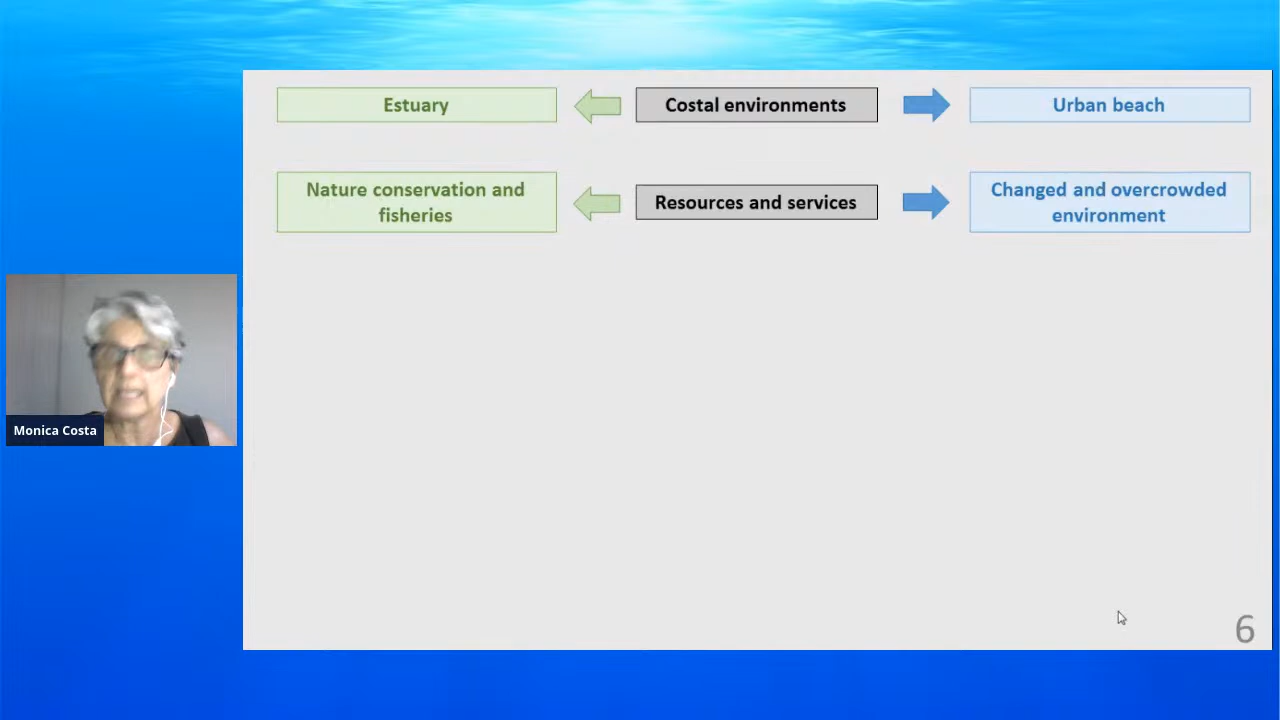 Estuary
Costal environments
Urban beach
Nature conservation and
fisheries
Resources and services
Changed and overcrowded
environment
Monica Costa
6